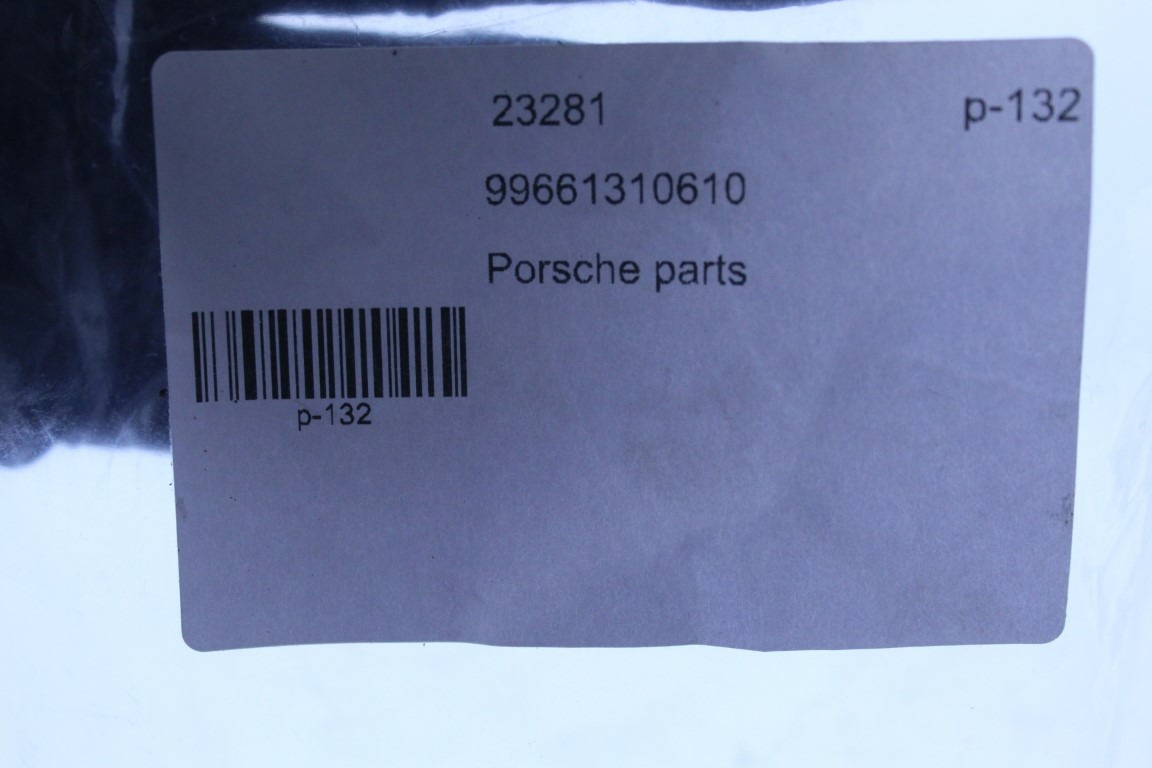 23281 p-132
99661310610
Porsche parts
p-132